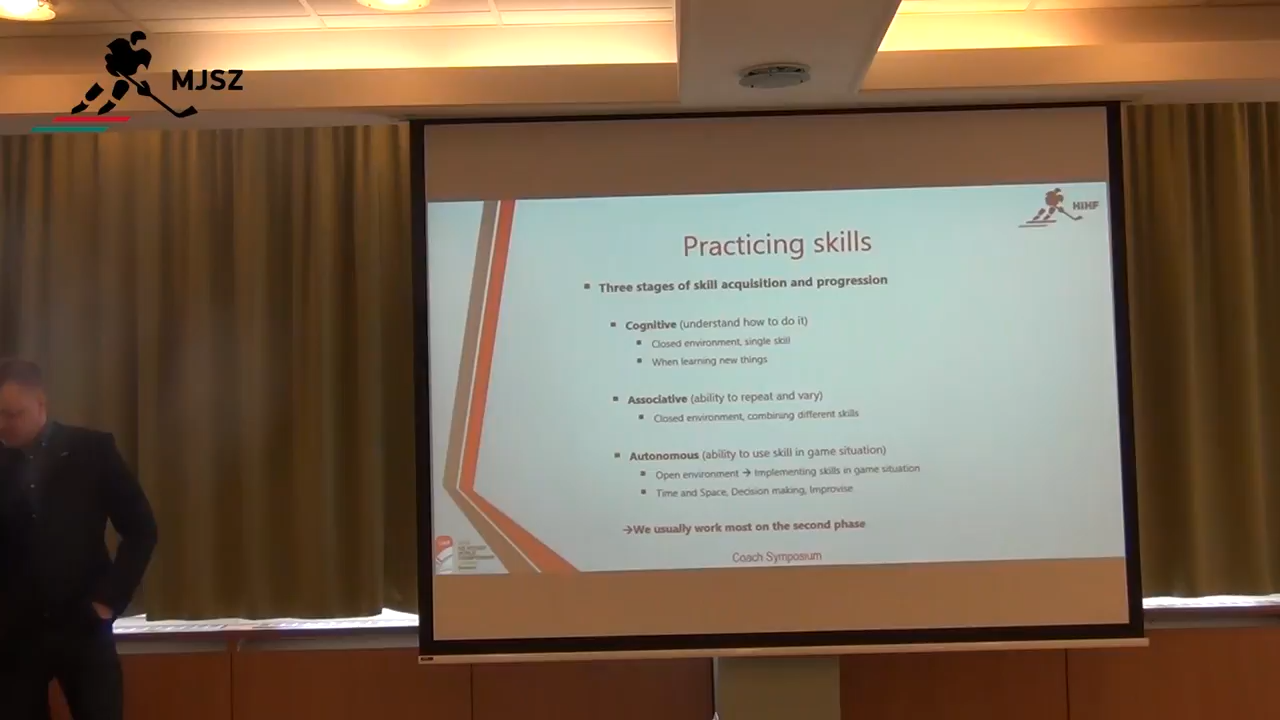 MJSZ
HIHF
Practicing skills
▪ Three stages of skill acquisition and progression
▪ Cognitive (understand how to do it)
▪ Closed environment, single skill
▪ When learning new things
▪ Associative (ability to repeat and vary)
▪ Closed environment, combining different skills
▪ Autonomous (ability to use skill in game situation)
▪ Open environment → Implementing skills in game situation
▪ Time and Space, Decision making, Improvise
→We usually work most on the second phase
Coach Symposium